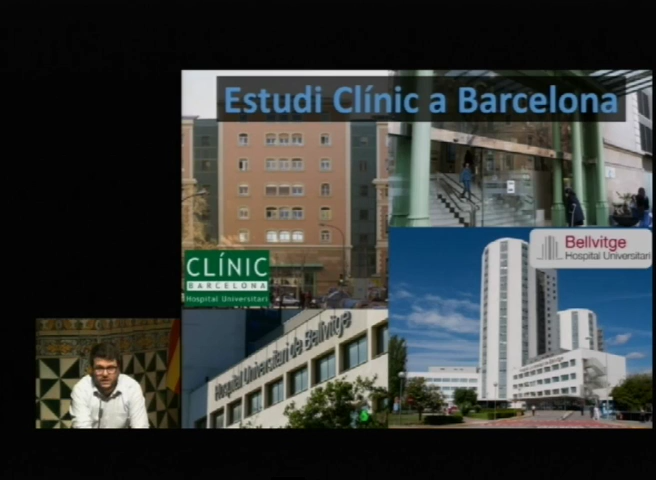 Estudi Clínic a Barcelona
CLÍNIC
BARCELONA
Hospital Universitari
Bellvitge
Hospital Universitari
Hospital Universitari de Bellvitge